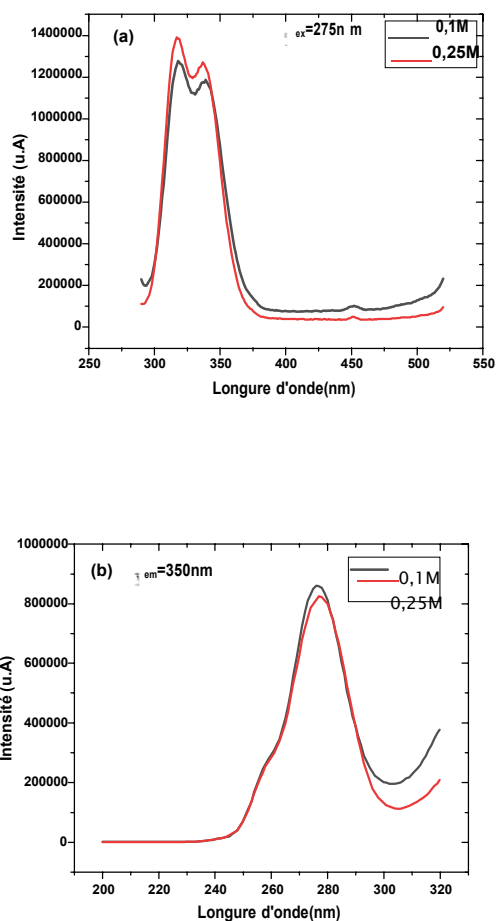 (a)
ex=275n m
0,1M
0,25M
1400000
1200000
1000000
800000
600000
400000
200000
0
Intensité (u.A)
250 300 350 400 450 500 550
Longure d'onde(nm)
(b)
em=350nm
0,1M
0,25M
1000000
800000
600000
400000
200000
0
Intensité (u.A)
200 220 240 260 280 300 320
Longure d'onde(nm)